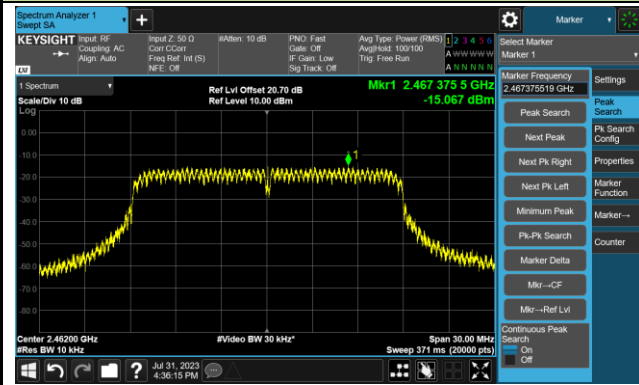 Spectrum Analyzer 1
Swept SA
Marker
KEYSIGHT
Input: RF
Coupling: AC
Align: Auto
Input Z: 50 Ω
Corr CCorr
Freq Ref: Int (S)
NFE: Off
#Atten: 10 dB
PNO: Fast
Gate: Off
IF Gain: Low
Sig Track: Off
Avg Type: Power (RMS)
Avg|Hold: 100/100
Trig: Free Run
1 2 3 4 5 6
A W W W W W
A N N N N N
LXI
Select Marker
Marker 1
1 Spectrum
Scale/Div 10 dB
Log
Ref Lvl Offset 20.70 dB
Ref Level 10.00 dBm
Mkr1 2.467 375 5 GHz
-15.067 dBm
1
0.00
-10.0
-20.0
-30.0
-40.0
-50.0
-60.0
-70.0
-80.0
Center 2.46200 GHz
#Res BW 10 kHz
#Video BW 30 kHz*
Span 30.00 MHz
Sweep 371 ms (20000 pts)
Marker Frequency
2.467375519 GHz
Peak Search
Next Peak
Next Pk Right
Next Pk Left
Minimum Peak
Pk-Pk Search
Marker Delta
Mkr→CF
Mkr→Ref Lvl
Continuous Peak
Search
On
Off
Settings
Peak
Search
Pk Search
Config
Properties
Marker
Function
Marker→
Counter
Jul 31, 2023
4:36:15 PM